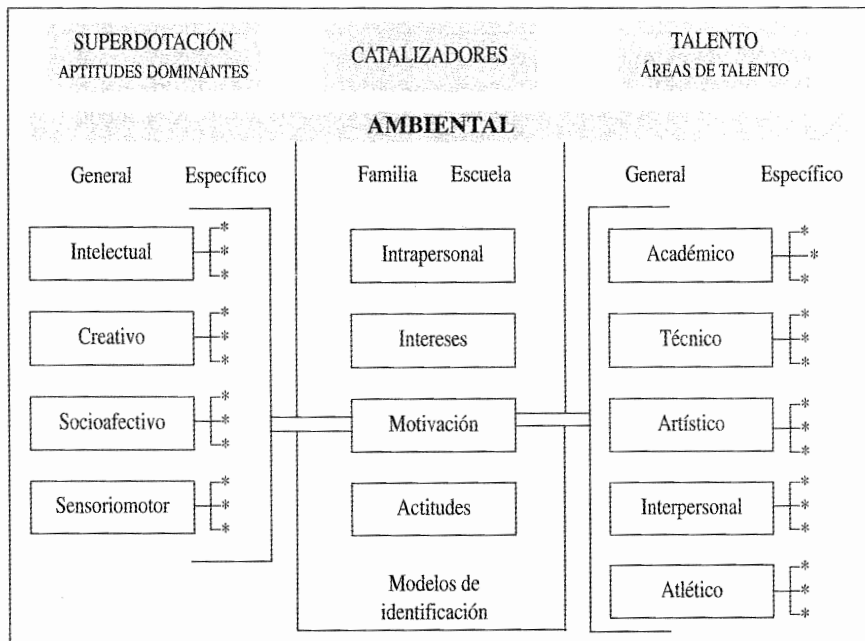 SUPERDOTACIÓN
APTITUDES DOMINANTES
CATALIZADORES
TALENTO
ÁREAS DE TALENTO
AMBIENTAL
General Específico
Familia Escuela
General Específico
Intelectual
*
*
*
Creativo
*
*
*
Socioafectivo
*
*
*
Sensoriomotor
*
*
*
Intrapersonal
Intereses
Motivación
Actitudes
Modelos de
identificación
Académico
*
*
*
Técnico
*
*
*
Artístico
*
*
*
Interpersonal
*
*
*
Atlético
*
*
*